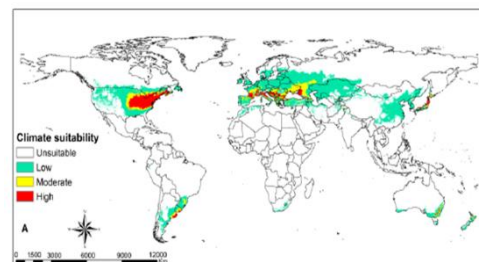 Climate suitability
Unsuitable
Low
Moderate
High
A
0 1500 3000 6000 9000 12000